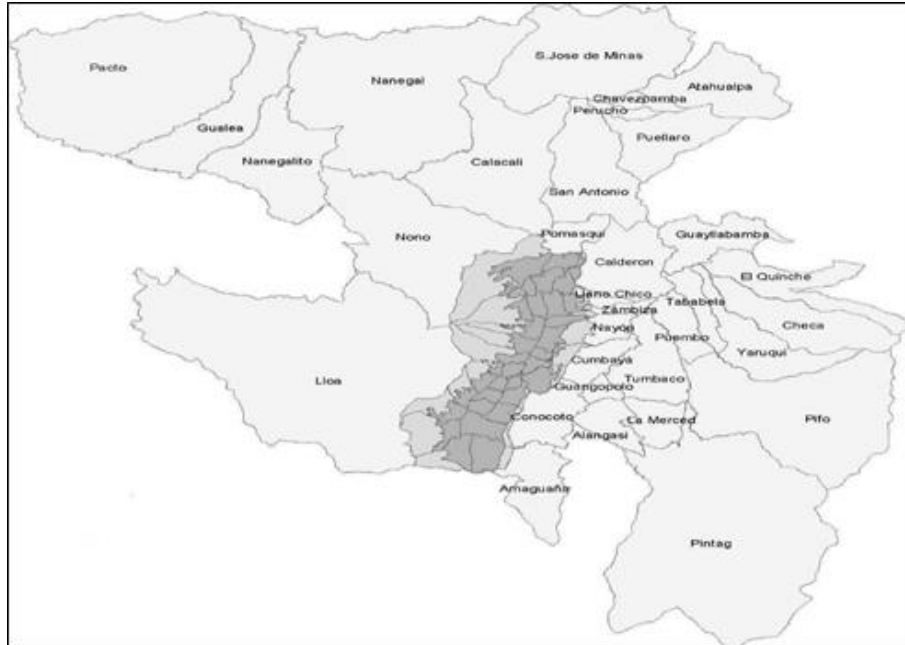 S.Jose de Minas
Pacto
Nanegal
Atahualpa
Chavezpamba
Perucho
Gualea
Puellaro
Nanegalito
Calacali
San Antonio
Nono
Pomasqui
Guayllabamba
Calderon
El Quinche
Llano Chico
Tababela
Zambiza
Checa
Nayon
Puembo
Yaruqui
Cumbaya
Lloa
Tumbaco
Guangopolo
Conocoto
La Merced
Pifo
Alangasi
Amaguaña
Pintag